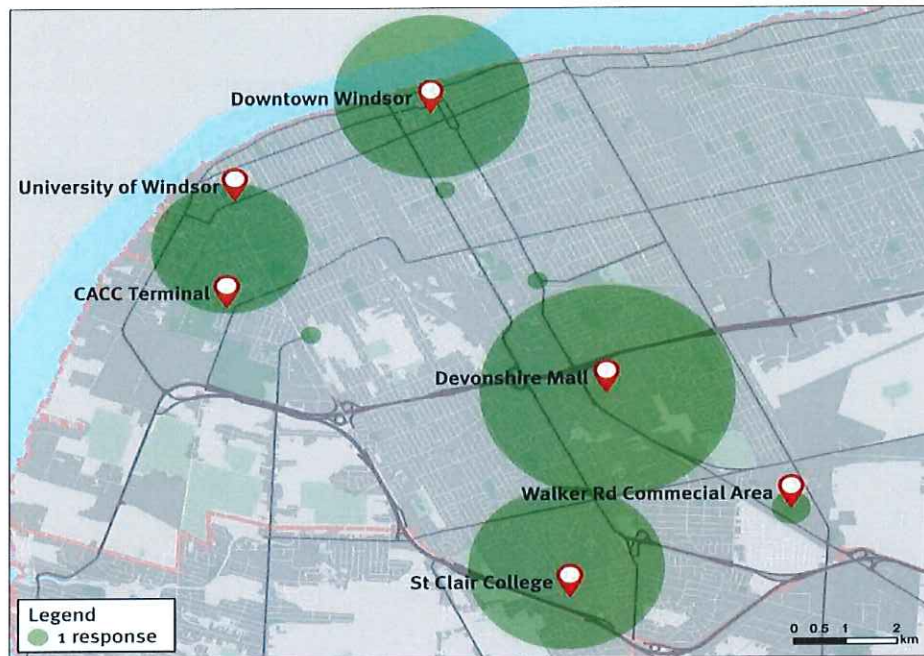 Downtown Windsor
University of Windsor
CACC Terminal
Devonshire Mall
Walker Rd Commecial Area
St Clair College
Legend
1 response
0 0 5 1 2
km